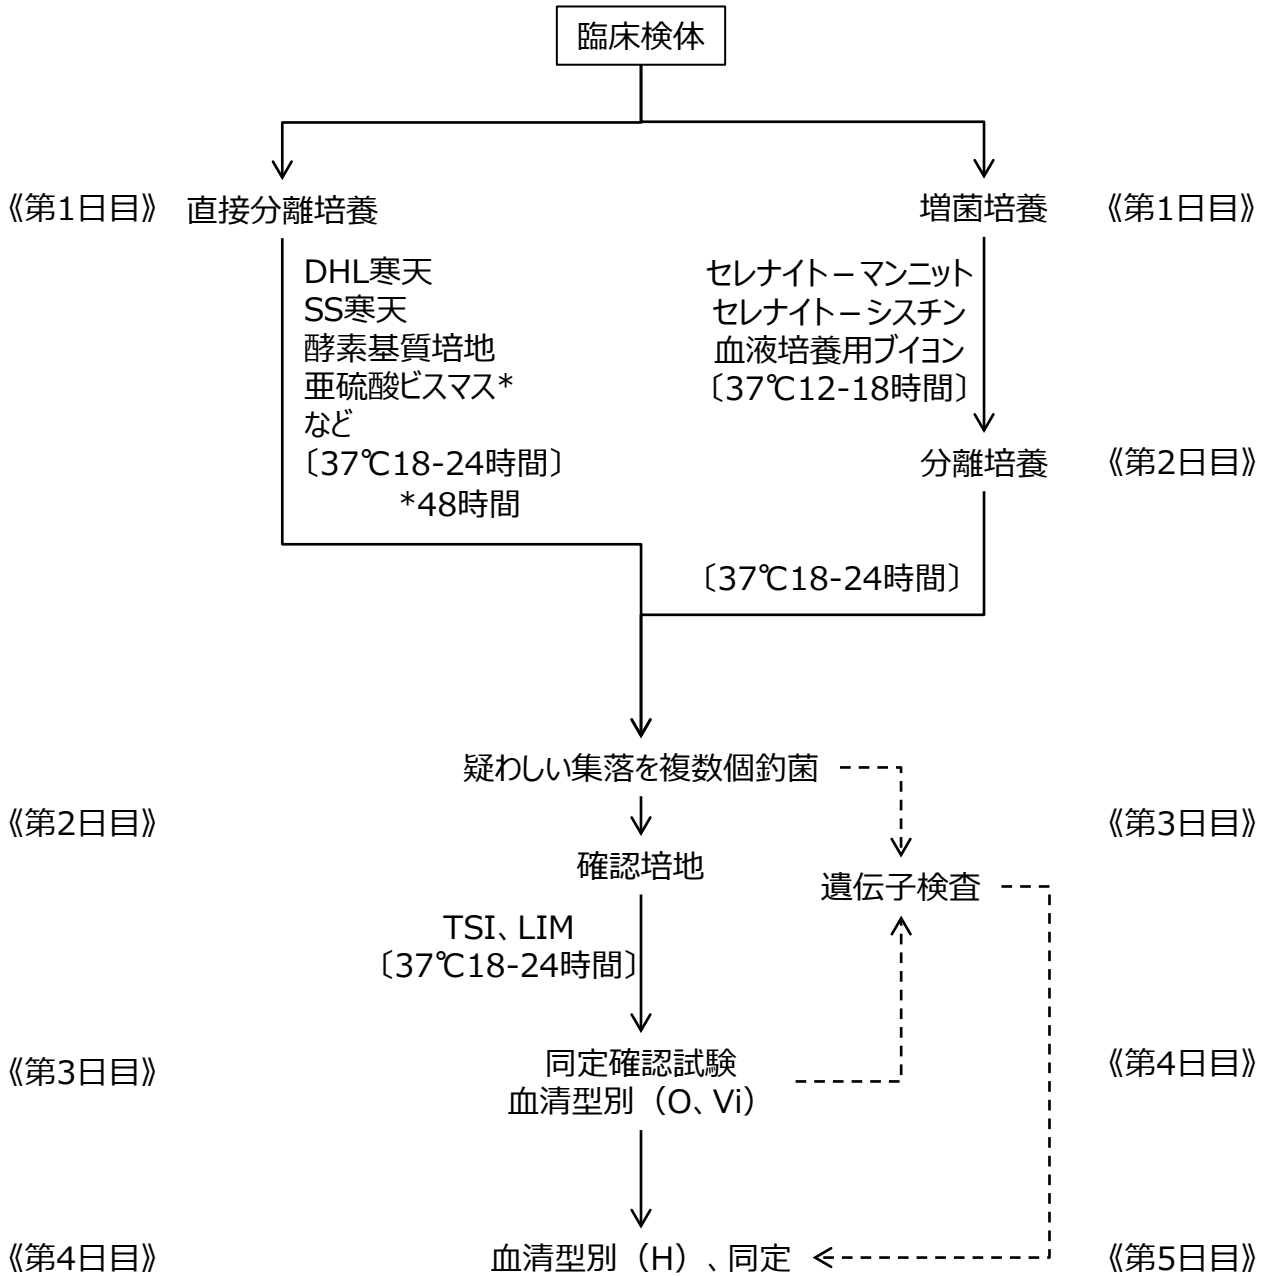 臨床検体
《第1日目》 直接分離培養
増菌培養 《第1日目》
DHL寒天
SS寒天
酵素基質培地
亜硫酸ビスマス*
など
〔37℃18-24時間〕
*48時間
セレナイト－マンニット
セレナイト－シスチン
血液培養用ブイヨン
〔37℃12-18時間〕
分離培養 《第2日目》
〔37℃18-24時間〕
疑わしい集落を複数個釣菌
《第2日目》
《第3日目》
確認培地
遺伝子検査
TSI、LIM
〔37℃18-24時間〕
《第3日目》
同定確認試験
血清型別（O、Vi）
《第4日目》
《第4日目》
血清型別（H）、同定
《第5日目》